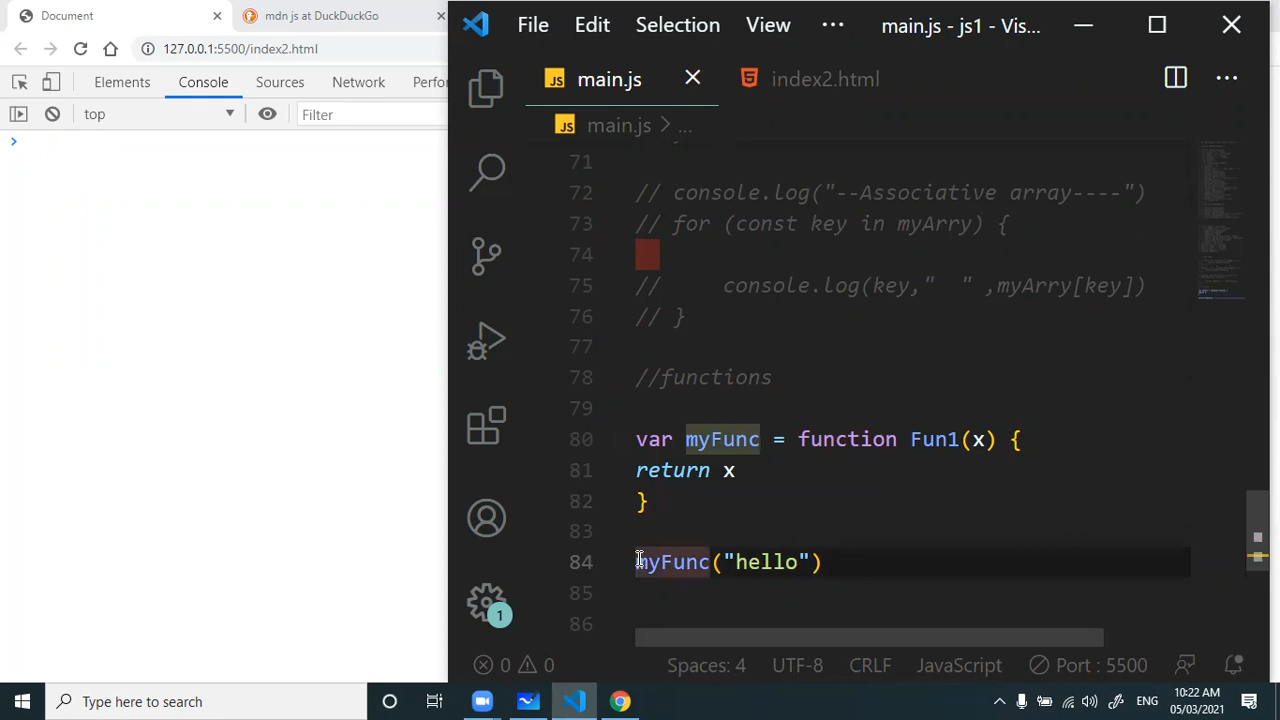 Document
mdn js at DuckDuckGo
127.0.0.1:5500/index2.html
Elements Console Sources Network Perfor
top Filter
File Edit Selection View ··· main.js - js1 - Vis...
main.js index2.html
main.js > ...
71
72 // console.log("--Associative array----")
73 // for (const key in myArry) {
74
75 //     console.log(key,"  " ,myArry[key])
76 // }
77
78 //functions
79
80 var myFunc = function Fun1(x) {
81 return x
82 }
83
84 myFunc("hello")
85
86
1
0 0 Spaces: 4 UTF-8 CRLF JavaScript Port : 5500
Type here to search
ENG
10:22 AM
05/03/2021